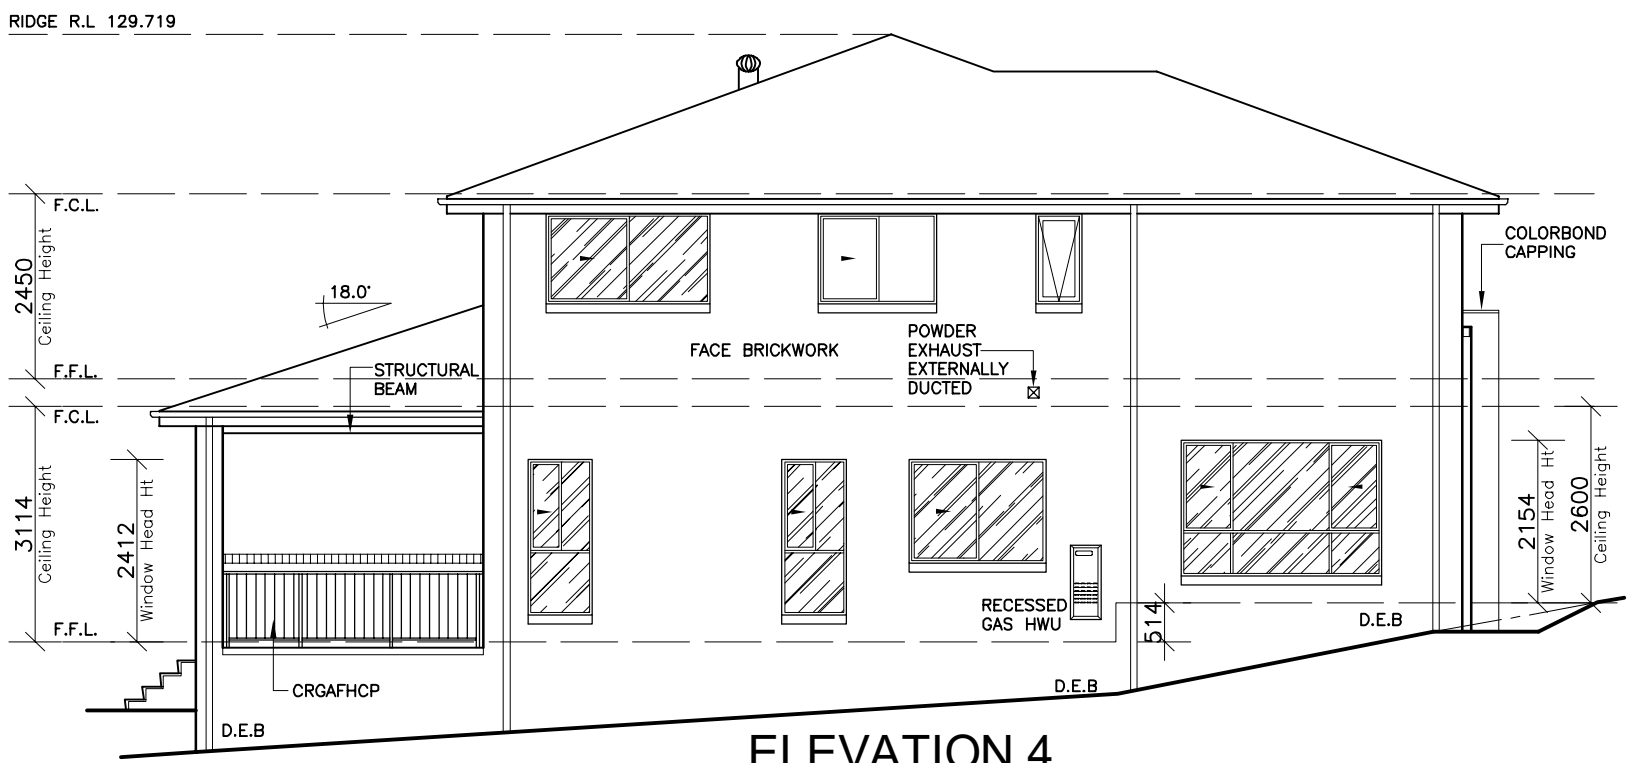 RIDGE R.L 129.719
F.C.L.
2450
Ceiling Height
18.0°
F.F.L.
STRUCTURAL
BEAM
FACE BRICKWORK
POWDER
EXHAUST
EXTERNALLY
DUCTED
COLORBOND
CAPPING
F.C.L.
3114
Ceiling Height
2412
Window Head Ht
F.F.L.
CRGAFHCP
D.E.B
RECESSED
GAS HWU
514
D.E.B
D.E.B
2154
Window Head Ht
2600
Ceiling Height
ELEVATION 4